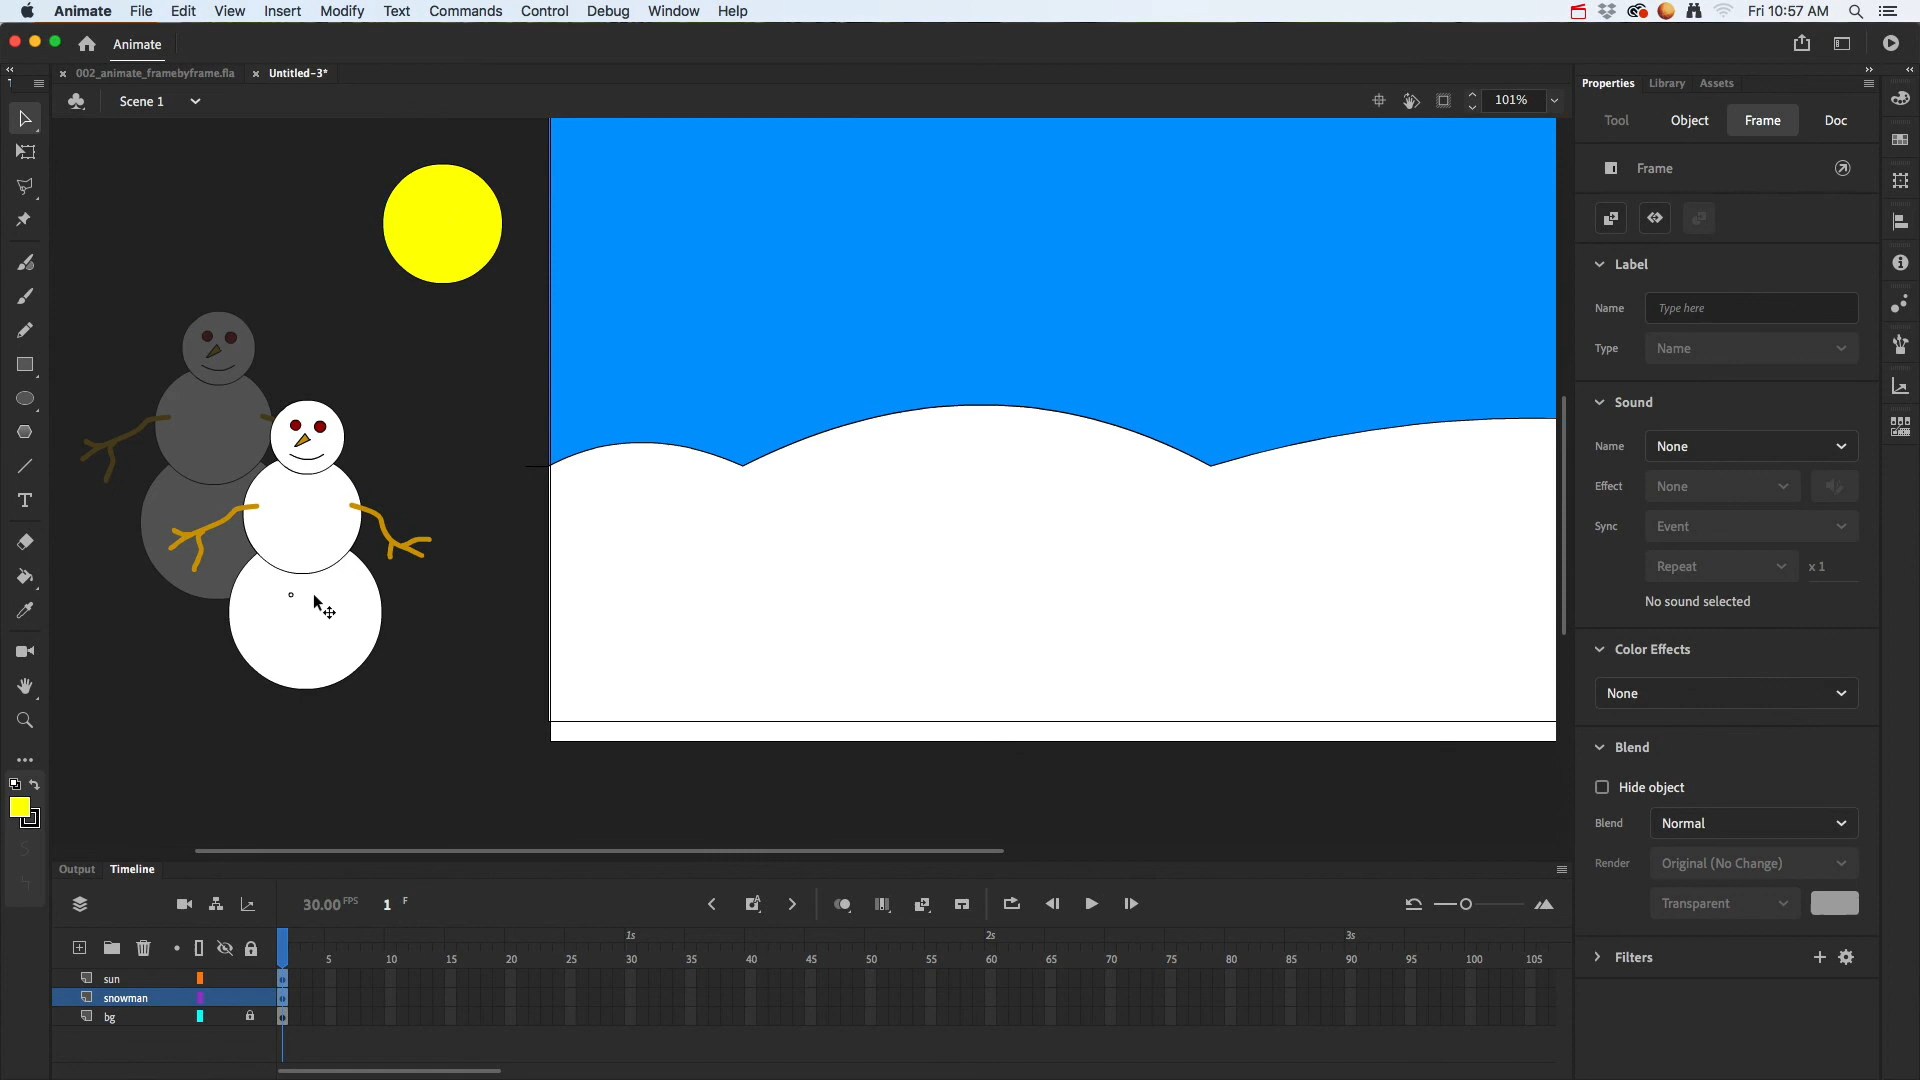 Animate File Edit View Insert Modify Text Commands Control Debug Window Help Fri 10:57 AM
Animate
002_animate_framebyframe.fla Untitled-3*
Properties Library Assets
Scene 1 101%
Tool Object Frame Doc
Frame
Label
Name Type here
Type Name
Sound
Name None
Effect None
Sync Event
Repeat x 1
No sound selected
Color Effects
None
Blend
Hide object
Blend Normal
Render Original (No Change)
Transparent
Filters
Output Timeline
30.00 FPS 1 F
1s 2s 3s
5 10 15 20 25 30 35 40 45 50 55 60 65 70 75 80 85 90 95 100 105
sun
snowman
bg